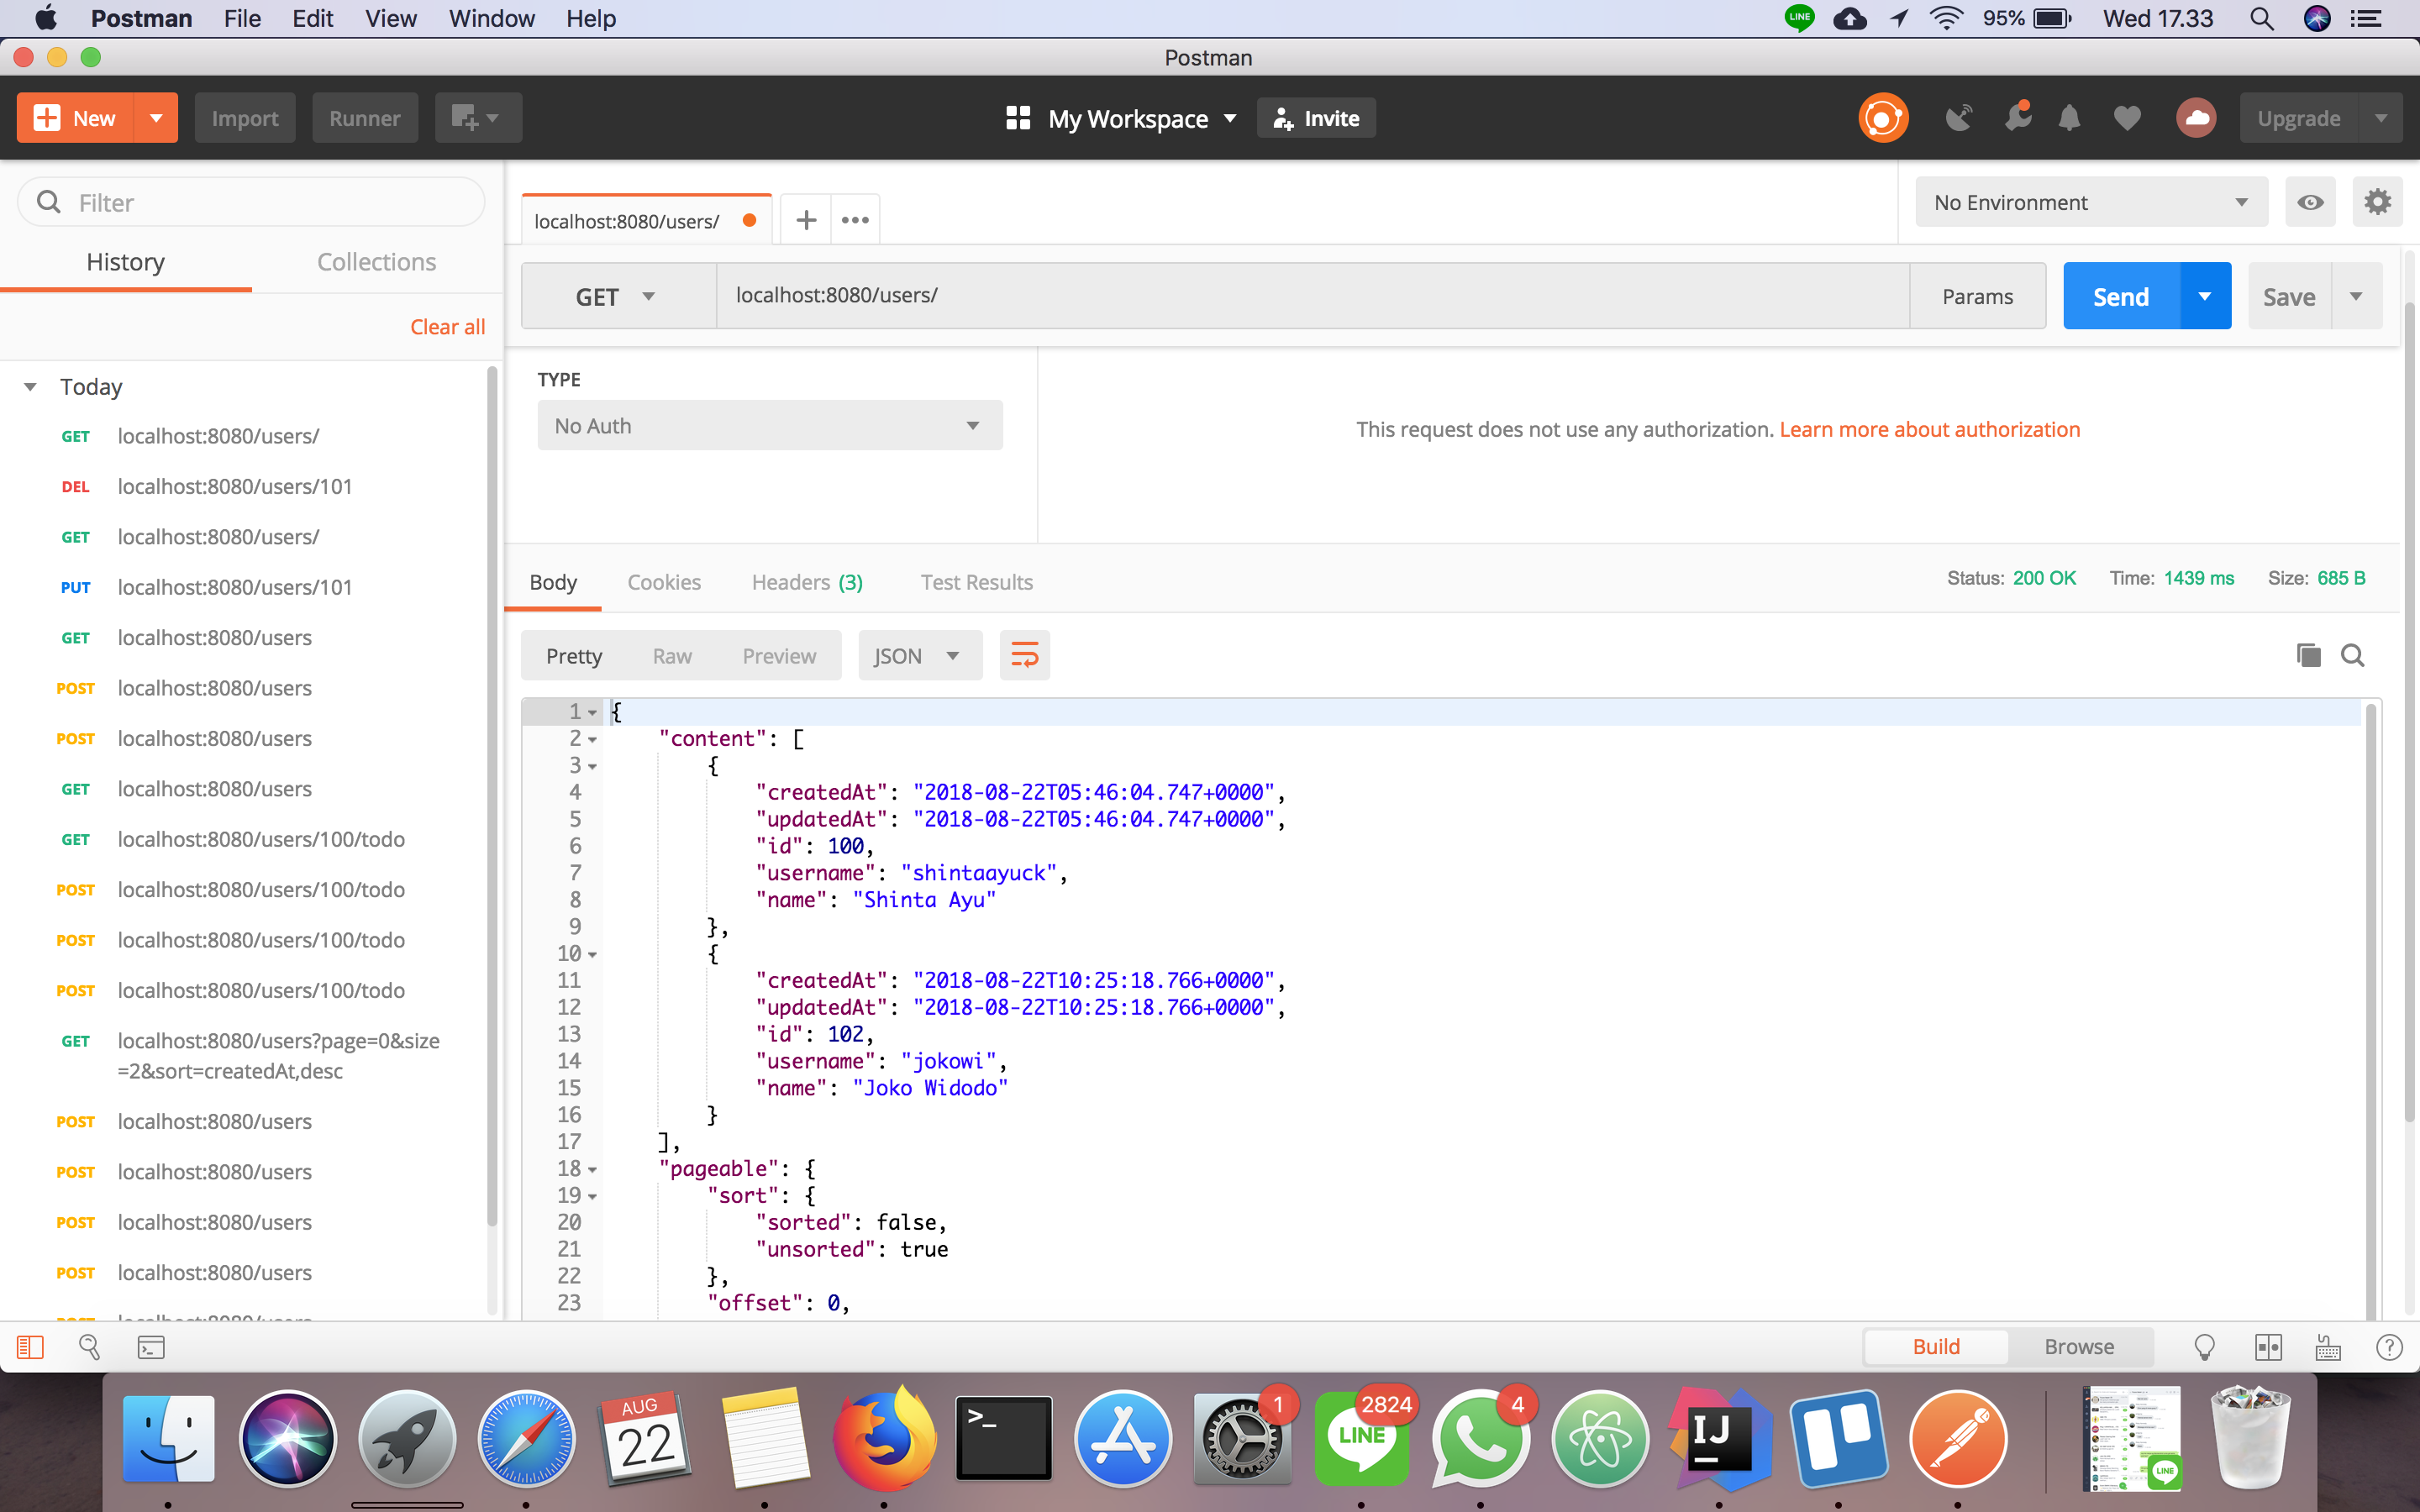 Postman File Edit View Window Help
LINE 95% Wed 17.33
Postman
New Import Runner My Workspace Invite Upgrade
Filter
History Collections
Clear all
Today
GET localhost:8080/users/
DEL localhost:8080/users/101
GET localhost:8080/users/
PUT localhost:8080/users/101
GET localhost:8080/users
POST localhost:8080/users
POST localhost:8080/users
GET localhost:8080/users
GET localhost:8080/users/100/todo
POST localhost:8080/users/100/todo
POST localhost:8080/users/100/todo
POST localhost:8080/users/100/todo
GET localhost:8080/users?page=0&size
=2&sort=createdAt,desc
POST localhost:8080/users
POST localhost:8080/users
POST localhost:8080/users
POST localhost:8080/users
localhost:8080/users/
No Environment
GET localhost:8080/users/ Params Send Save
TYPE
No Auth
This request does not use any authorization. Learn more about authorization
Body Cookies Headers (3) Test Results
Status: 200 OK Time: 1439 ms Size: 685 B
Pretty Raw Preview JSON
1 {
2 "content": [
3 {
4 "createdAt": "2018-08-22T05:46:04.747+0000",
5 "updatedAt": "2018-08-22T05:46:04.747+0000",
6 "id": 100,
7 "username": "shintaayuck",
8 "name": "Shinta Ayu"
9 },
10 {
11 "createdAt": "2018-08-22T10:25:18.766+0000",
12 "updatedAt": "2018-08-22T10:25:18.766+0000",
13 "id": 102,
14 "username": "jokowi",
15 "name": "Joko Widodo"
16 }
17 ],
18 "pageable": {
19 "sort": {
20 "sorted": false,
21 "unsorted": true
22 },
23 "offset": 0,
Build Browse
AUG
22
>_
1
2824
LINE
4
IJ
LINE